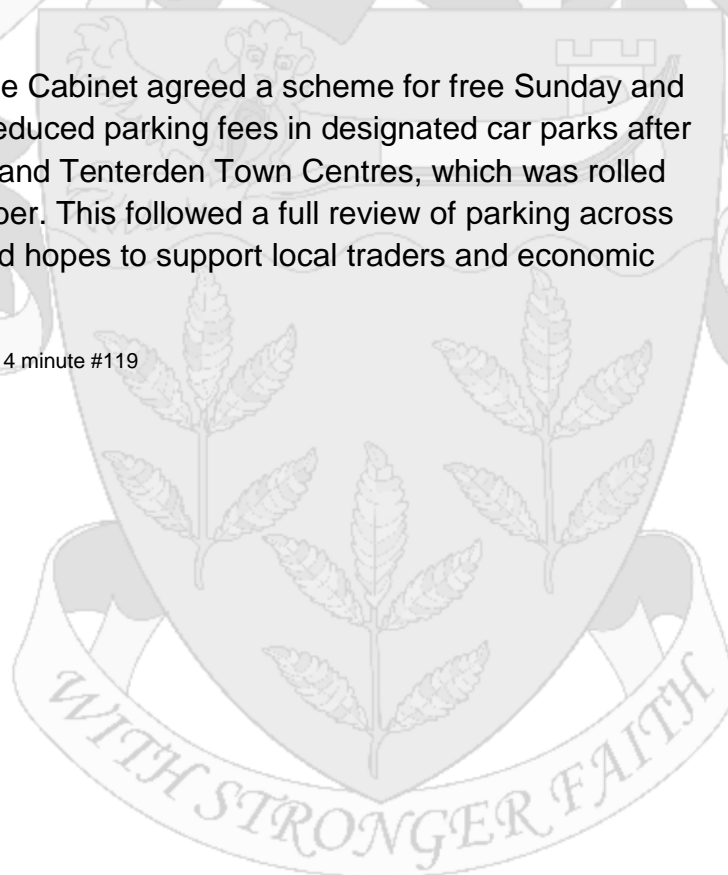 e Cabinet agreed a scheme for free Sunday and
educed parking fees in designated car parks after
and Tenterden Town Centres, which was rolled
ber. This followed a full review of parking across
d hopes to support local traders and economic
4 minute #119
WITH STRONGER FAITH